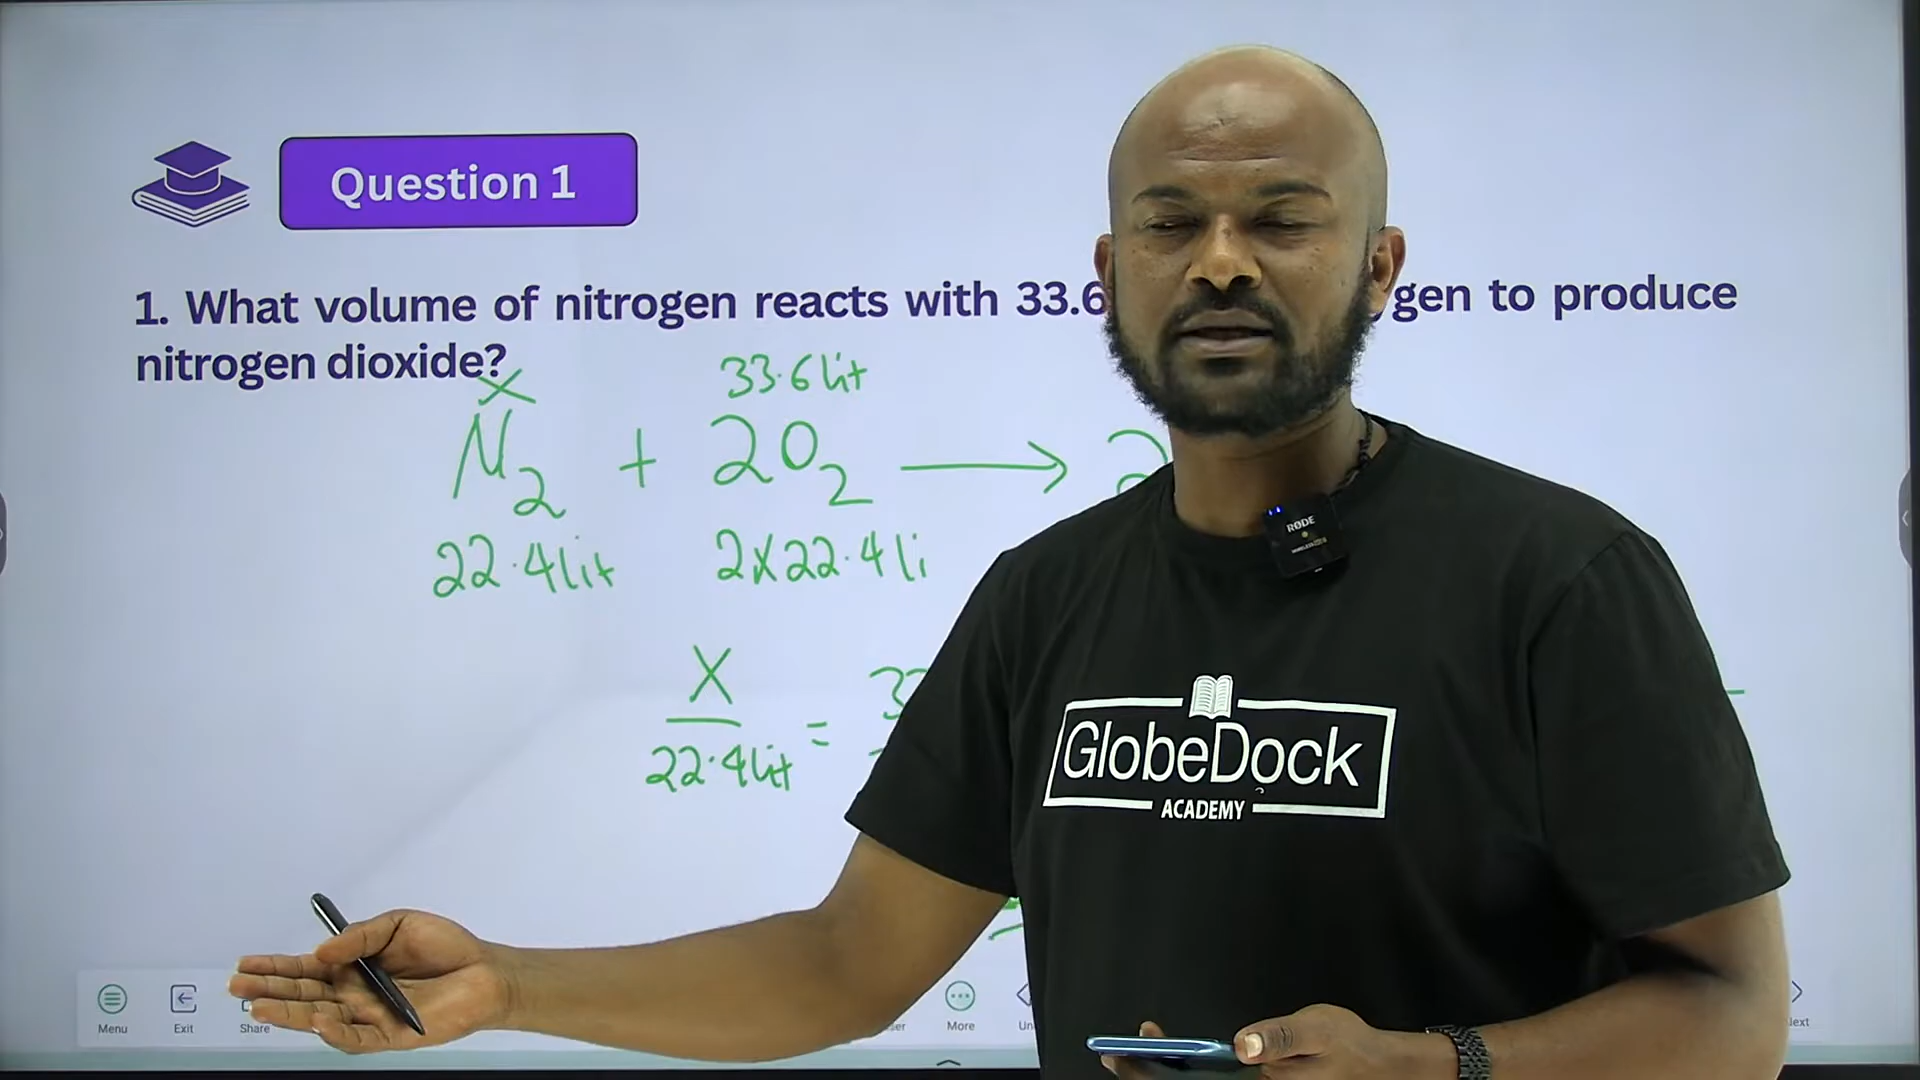 Question 1
1. What volume of nitrogen reacts with 33.6 gen to produce
nitrogen dioxide?
X 33.6 lit
N2 + 2O2 → 2
22.4 lit 2x22.4 li
X
22.4 lit =
RØDE
GlobeDock
ACADEMY
Menu Exit Share More